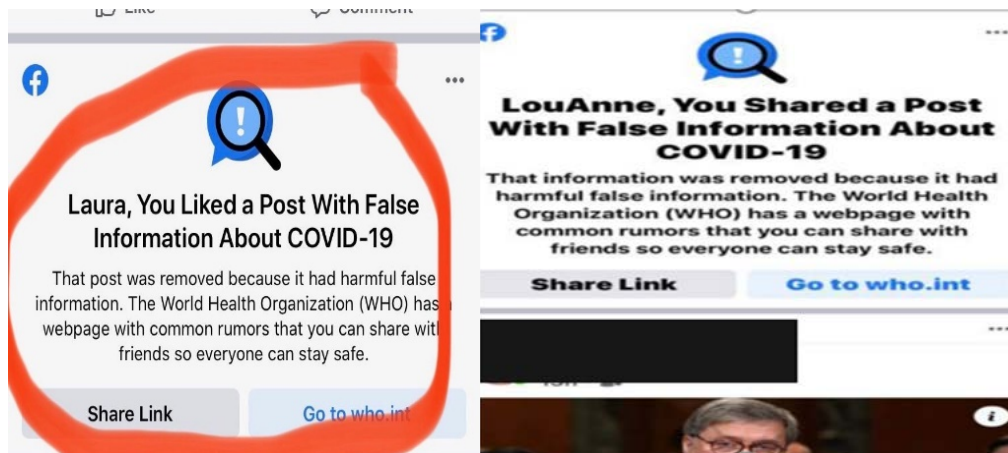 Like Comment
Laura, You Liked a Post With False
Information About COVID-19
That post was removed because it had harmful false
information. The World Health Organization (WHO) has a
webpage with common rumors that you can share with
friends so everyone can stay safe.
Share Link Go to who.int
LouAnne, You Shared a Post
With False Information About
COVID-19
That information was removed because it had
harmful false information. The World Health
Organization (WHO) has a webpage with
common rumors that you can share with
friends so everyone can stay safe.
Share Link Go to who.int